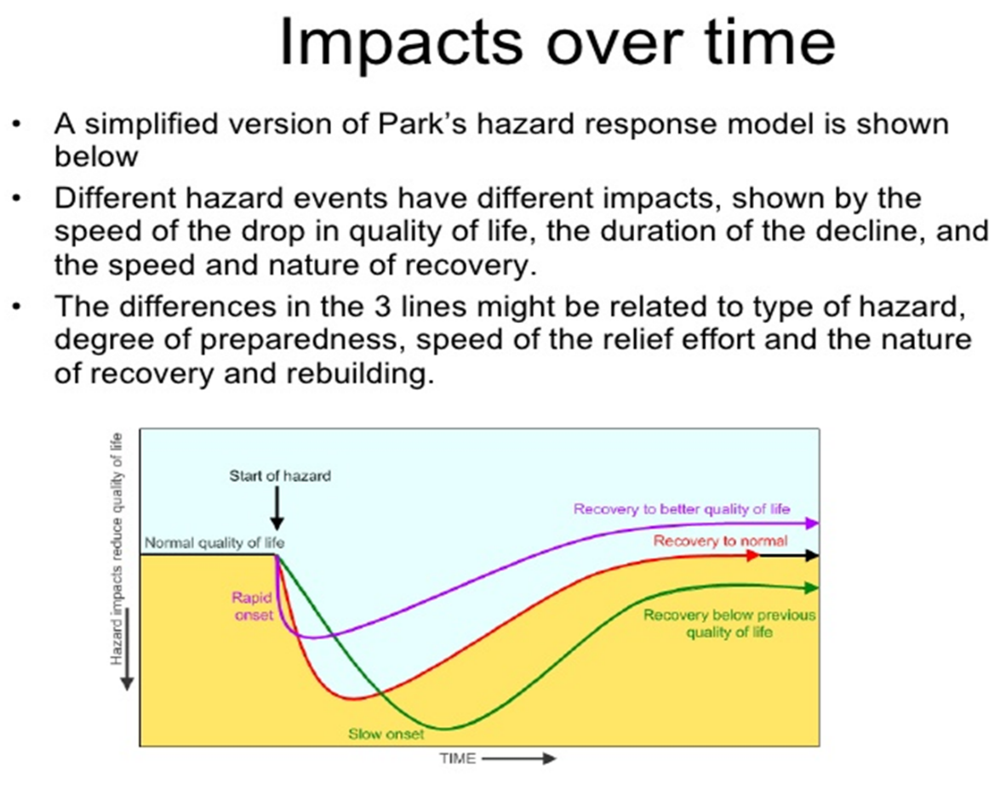 Impacts over time
• A simplified version of Park's hazard response model is shown
below
• Different hazard events have different impacts, shown by the
speed of the drop in quality of life, the duration of the decline, and
the speed and nature of recovery.
• The differences in the 3 lines might be related to type of hazard,
degree of preparedness, speed of the relief effort and the nature
of recovery and rebuilding.
Hazard impacts reduce quality of life
Start of hazard
Normal quality of life
Recovery to better quality of life
Recovery to normal
Rapid
onset
Recovery below previous
quality of life
Slow onset
TIME